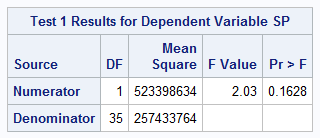 Test 1 Results for Dependent Variable SP
Source DF Mean Square F Value Pr > F
Numerator 1 523398634 2.03 0.1628
Denominator 35 257433764